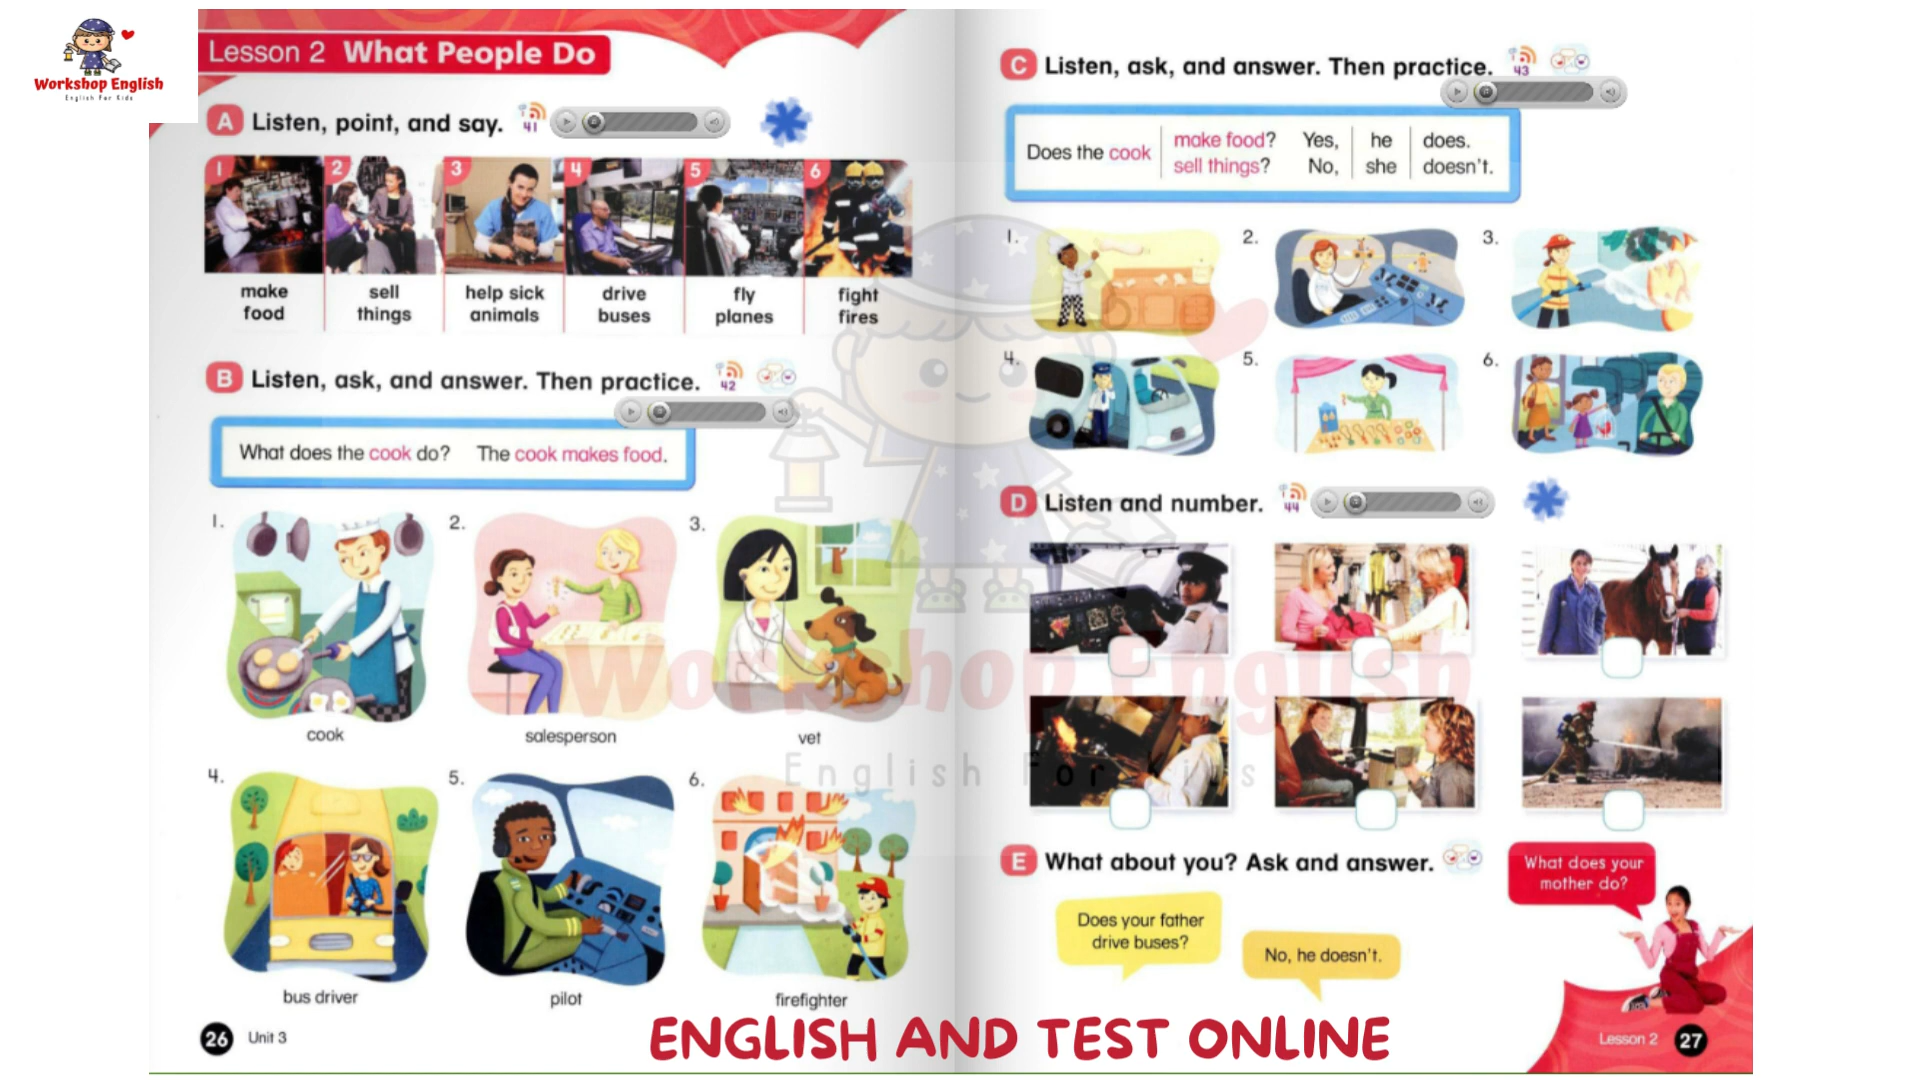 Workshop English
English For Kids
Lesson 2 What People Do
A Listen, point, and say.
41
1
2
3
4
5
6
make
food
sell
things
help sick
animals
drive
buses
fly
planes
fight
fires
B Listen, ask, and answer. Then practice.
42
What does the cook do? The cook makes food.
1.
2.
3.
cook
salesperson
vet
4.
5.
6.
bus driver
pilot
firefighter
26 Unit 3
C Listen, ask, and answer. Then practice.
43
Does the cook
make food?
sell things?
Yes,
No,
he
she
does.
doesn't.
1.
2.
3.
4.
5.
6.
D Listen and number.
44
E What about you? Ask and answer.
Does your father
drive buses?
No, he doesn't.
What does your
mother do?
Lesson 2 27
Workshop English
English For Kids
ENGLISH AND TEST ONLINE